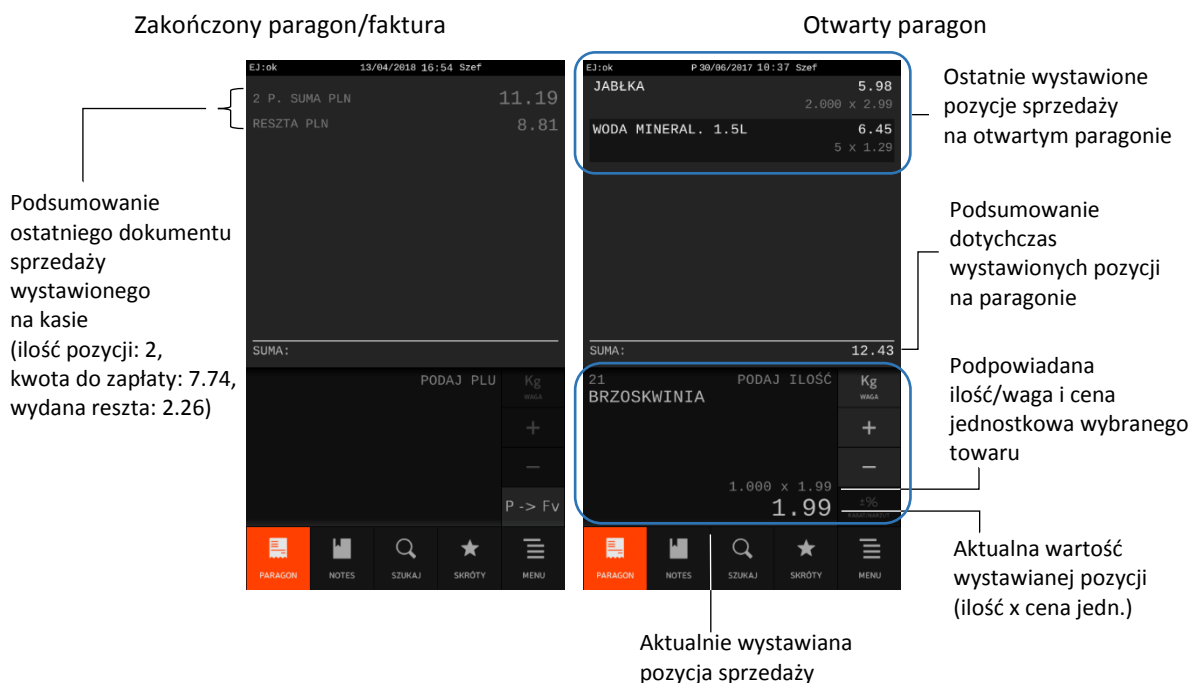 Zakończony paragon/faktura
Otwarty paragon
EJ:ok 13/04/2018 16:54 Szef
2 P. SUMA PLN 11.19
RESZTA PLN 8.81
SUMA:
PODAJ PLU
Kg
WAGA
+
−
P -> Fv
PARAGON NOTES SZUKAJ SKRÓTY MENU
Podsumowanie
ostatniego dokumentu
sprzedaży
wystawionego
na kasie
(ilość pozycji: 2,
kwota do zapłaty: 7.74,
wydana reszta: 2.26)
EJ:ok P 30/06/2017 10:37 Szef
JABŁKA 5.98
2.000 x 2.99
WODA MINERAL. 1.5L 6.45
5 x 1.29
SUMA: 12.43
21 PODAJ ILOŚĆ
BRZOSKWINIA
Kg
WAGA
+
−
1.000 x 1.99
1.99
±%
RABAT/NARZUT
PARAGON NOTES SZUKAJ SKRÓTY MENU
Ostatnie wystawione
pozycje sprzedaży
na otwartym paragonie
Podsumowanie
dotychczas
wystawionych pozycji
na paragonie
Podpowiadana
ilość/waga i cena
jednostkowa wybranego
towaru
Aktualna wartość
wystawianej pozycji
(ilość x cena jedn.)
Aktualnie wystawiana
pozycja sprzedaży